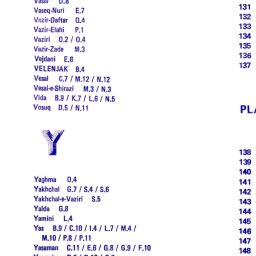 Vaseq-Nuri E.7
Vazir-Daftar O.4
Vazir-Elahi P.1
Vaziri O.2 / O.4
Vazir-Zade M.3
Vejdani E.6
VELENJAK B.4
Vesal C.7 / M.12 / N.12
Vesal-e-Shirazi M.3 / N.3
Vida B.9 / K.7 / L.6 / N.5
Vosuq D.5 / N.11
Y
Yaghma O.4
Yakhchal G.7 / S.4 / S.6
Yakhchal-e-Vaziri S.5
Yalda G.8
Yamini L.4
Yas B.9 / C.10 / I.4 / L.7 / M.4 /
M.10 / P.8 / P.11
Yasaman C.11 / E.8 / G.8 / G.9 / F.10
131
132
133
134
135
136
137
PL
138
139
140
141
142
143
144
145
146
147
148